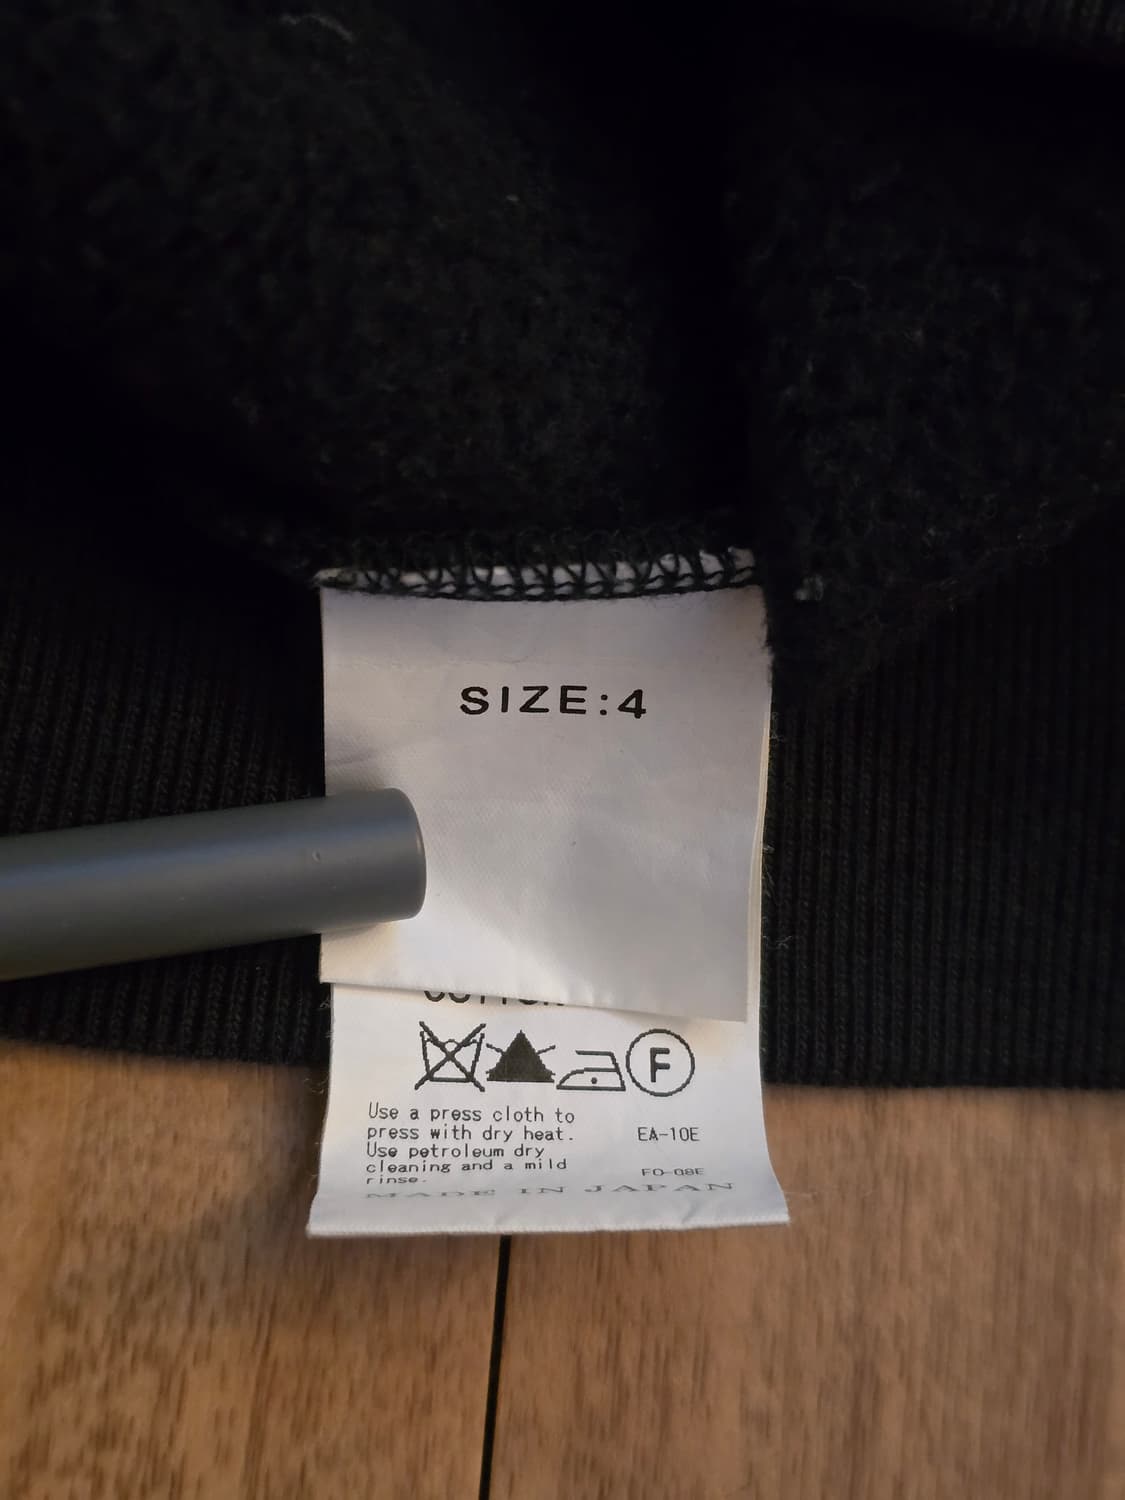 SIZE:4
COTTON
F
Use a press cloth to
press with dry heat.
EA-10E
Use petroleum dry
cleaning and a mild
rinse.
FO-08E
MADE IN JAPAN